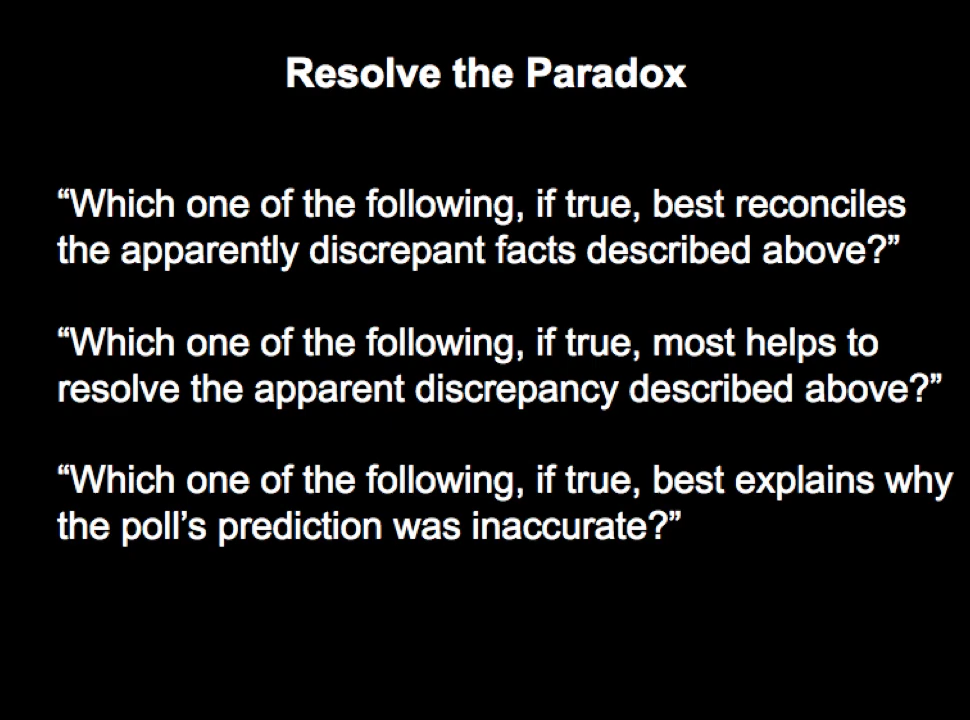 Resolve the Paradox
“Which one of the following, if true, best reconciles
the apparently discrepant facts described above?”
“Which one of the following, if true, most helps to
resolve the apparent discrepancy described above?”
“Which one of the following, if true, best explains why
the poll’s prediction was inaccurate?”